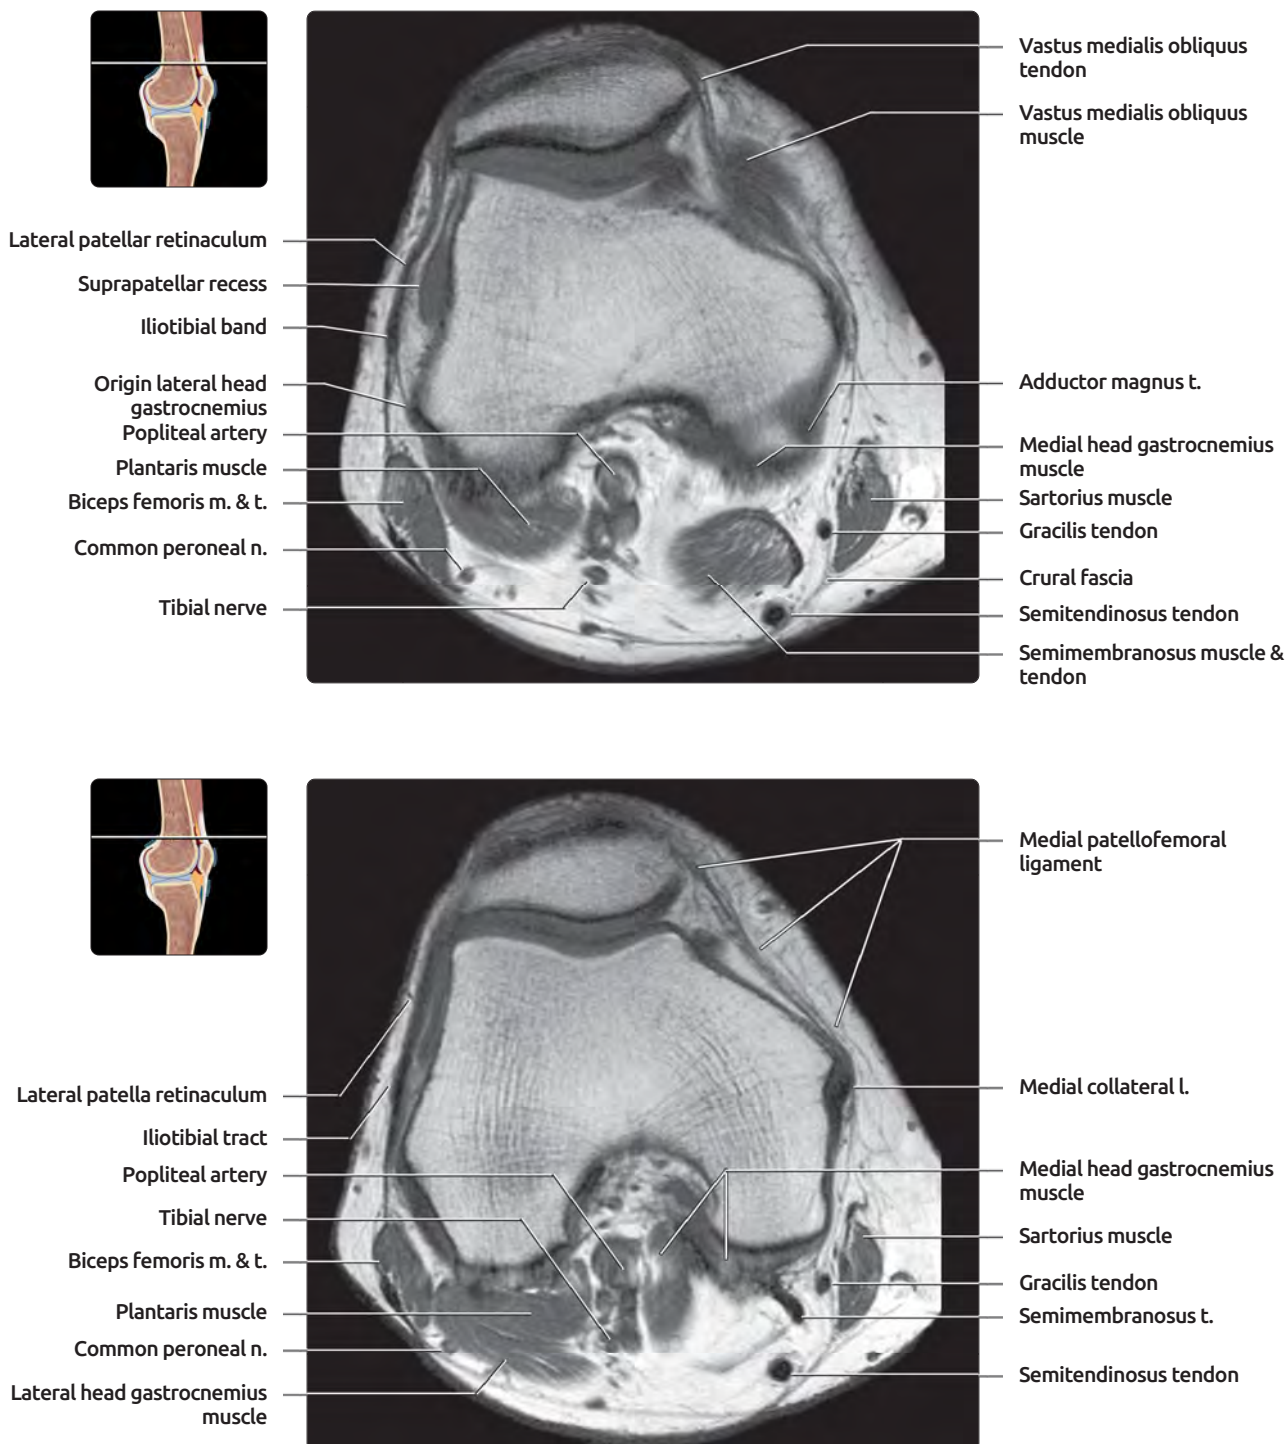 Vastus medialis obliquus
tendon
Vastus medialis obliquus
muscle
Lateral patellar retinaculum
Suprapatellar recess
Iliotibial band
Origin lateral head
gastrocnemius
Popliteal artery
Plantaris muscle
Biceps femoris m. & t.
Common peroneal n.
Tibial nerve
Adductor magnus t.
Medial head gastrocnemius
muscle
Sartorius muscle
Gracilis tendon
Crural fascia
Semitendinosus tendon
Semimembranosus muscle &
tendon
Medial patellofemoral
ligament
Lateral patella retinaculum
Iliotibial tract
Popliteal artery
Tibial nerve
Biceps femoris m. & t.
Plantaris muscle
Common peroneal n.
Lateral head gastrocnemius
muscle
Medial collateral l.
Medial head gastrocnemius
muscle
Sartorius muscle
Gracilis tendon
Semimembranosus t.
Semitendinosus tendon